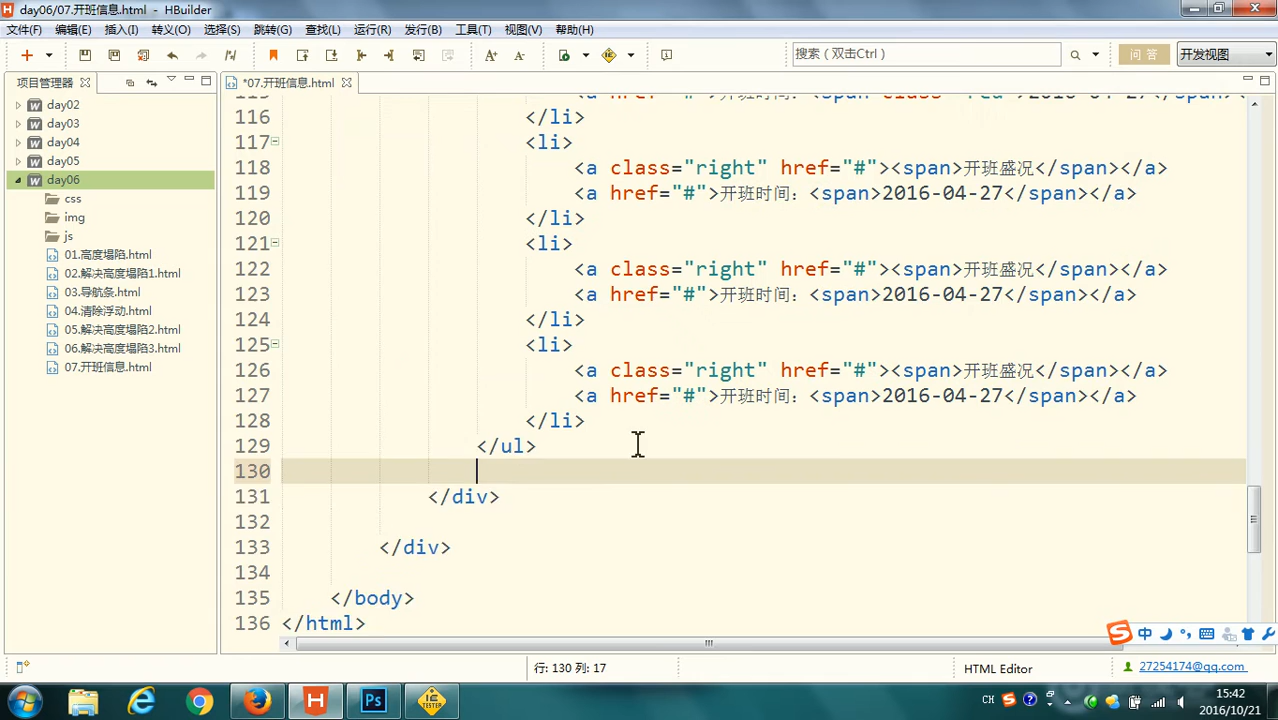 day06/07.开班信息.html - HBuilder
文件(F) 编辑(E) 插入(I) 转义(O) 选择(S) 跳转(G) 查找(L) 运行(R) 发行(B) 工具(T) 视图(V) 帮助(H)
搜索（双击Ctrl） 问 答 开发视图
项目管理器
*07.开班信息.html
day02
day03
day04
day05
day06
css
img
js
01.高度塌陷.html
02.解决高度塌陷1.html
03.导航条.html
04.清除浮动.html
05.解决高度塌陷2.html
06.解决高度塌陷3.html
07.开班信息.html
116 </li>
117 <li>
118 <a class="right" href="#"><span>开班盛况</span></a>
119 <a href="#">开班时间：<span>2016-04-27</span></a>
120 </li>
121 <li>
122 <a class="right" href="#"><span>开班盛况</span></a>
123 <a href="#">开班时间：<span>2016-04-27</span></a>
124 </li>
125 <li>
126 <a class="right" href="#"><span>开班盛况</span></a>
127 <a href="#">开班时间：<span>2016-04-27</span></a>
128 </li>
129 </ul>
130
131 </div>
132
133 </div>
134
135 </body>
136 </html>
行: 130 列: 17 HTML Editor 27254174@qq.com
中
CH 15:42
2016/10/21